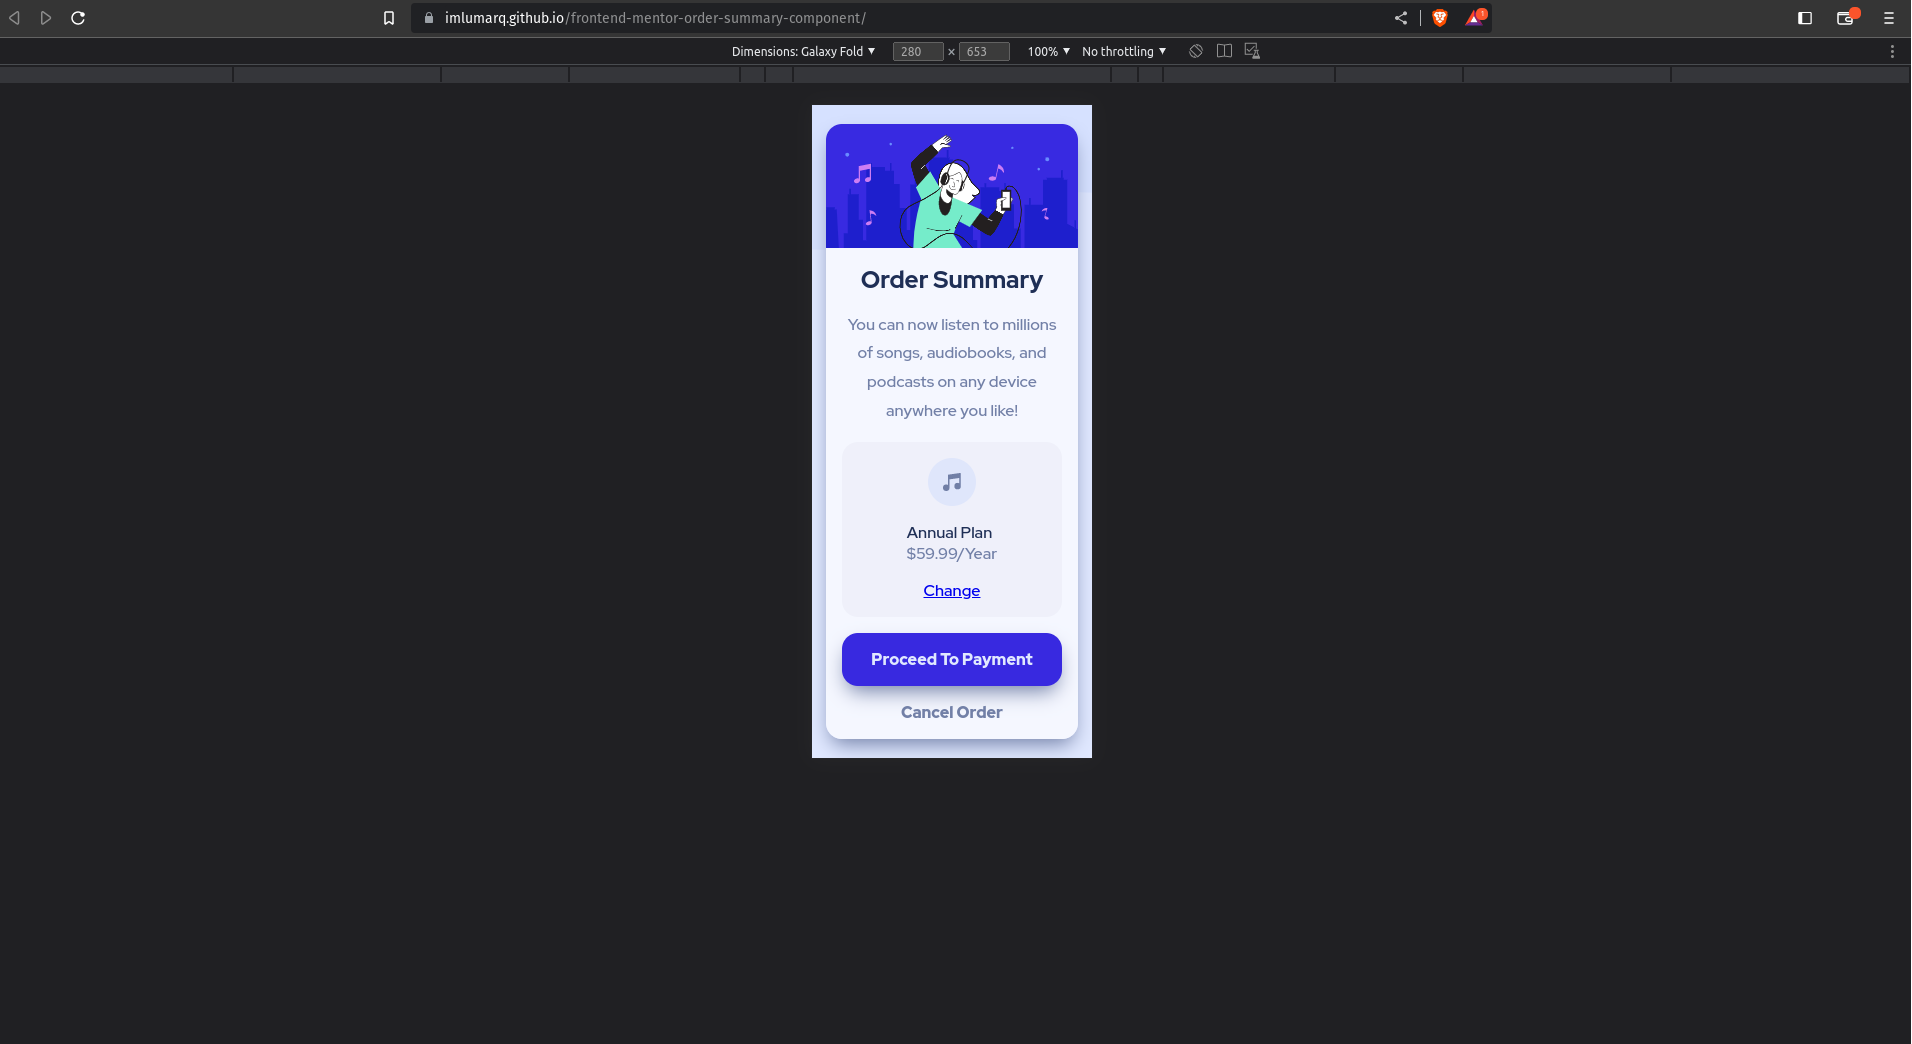 imlumarq.github.io/frontend-mentor-order-summary-component/
1
Dimensions: Galaxy Fold 280 × 653 100% No throttling
Order Summary
You can now listen to millions
of songs, audiobooks, and
podcasts on any device
anywhere you like!
Annual Plan
$59.99/Year
Change
Proceed To Payment
Cancel Order